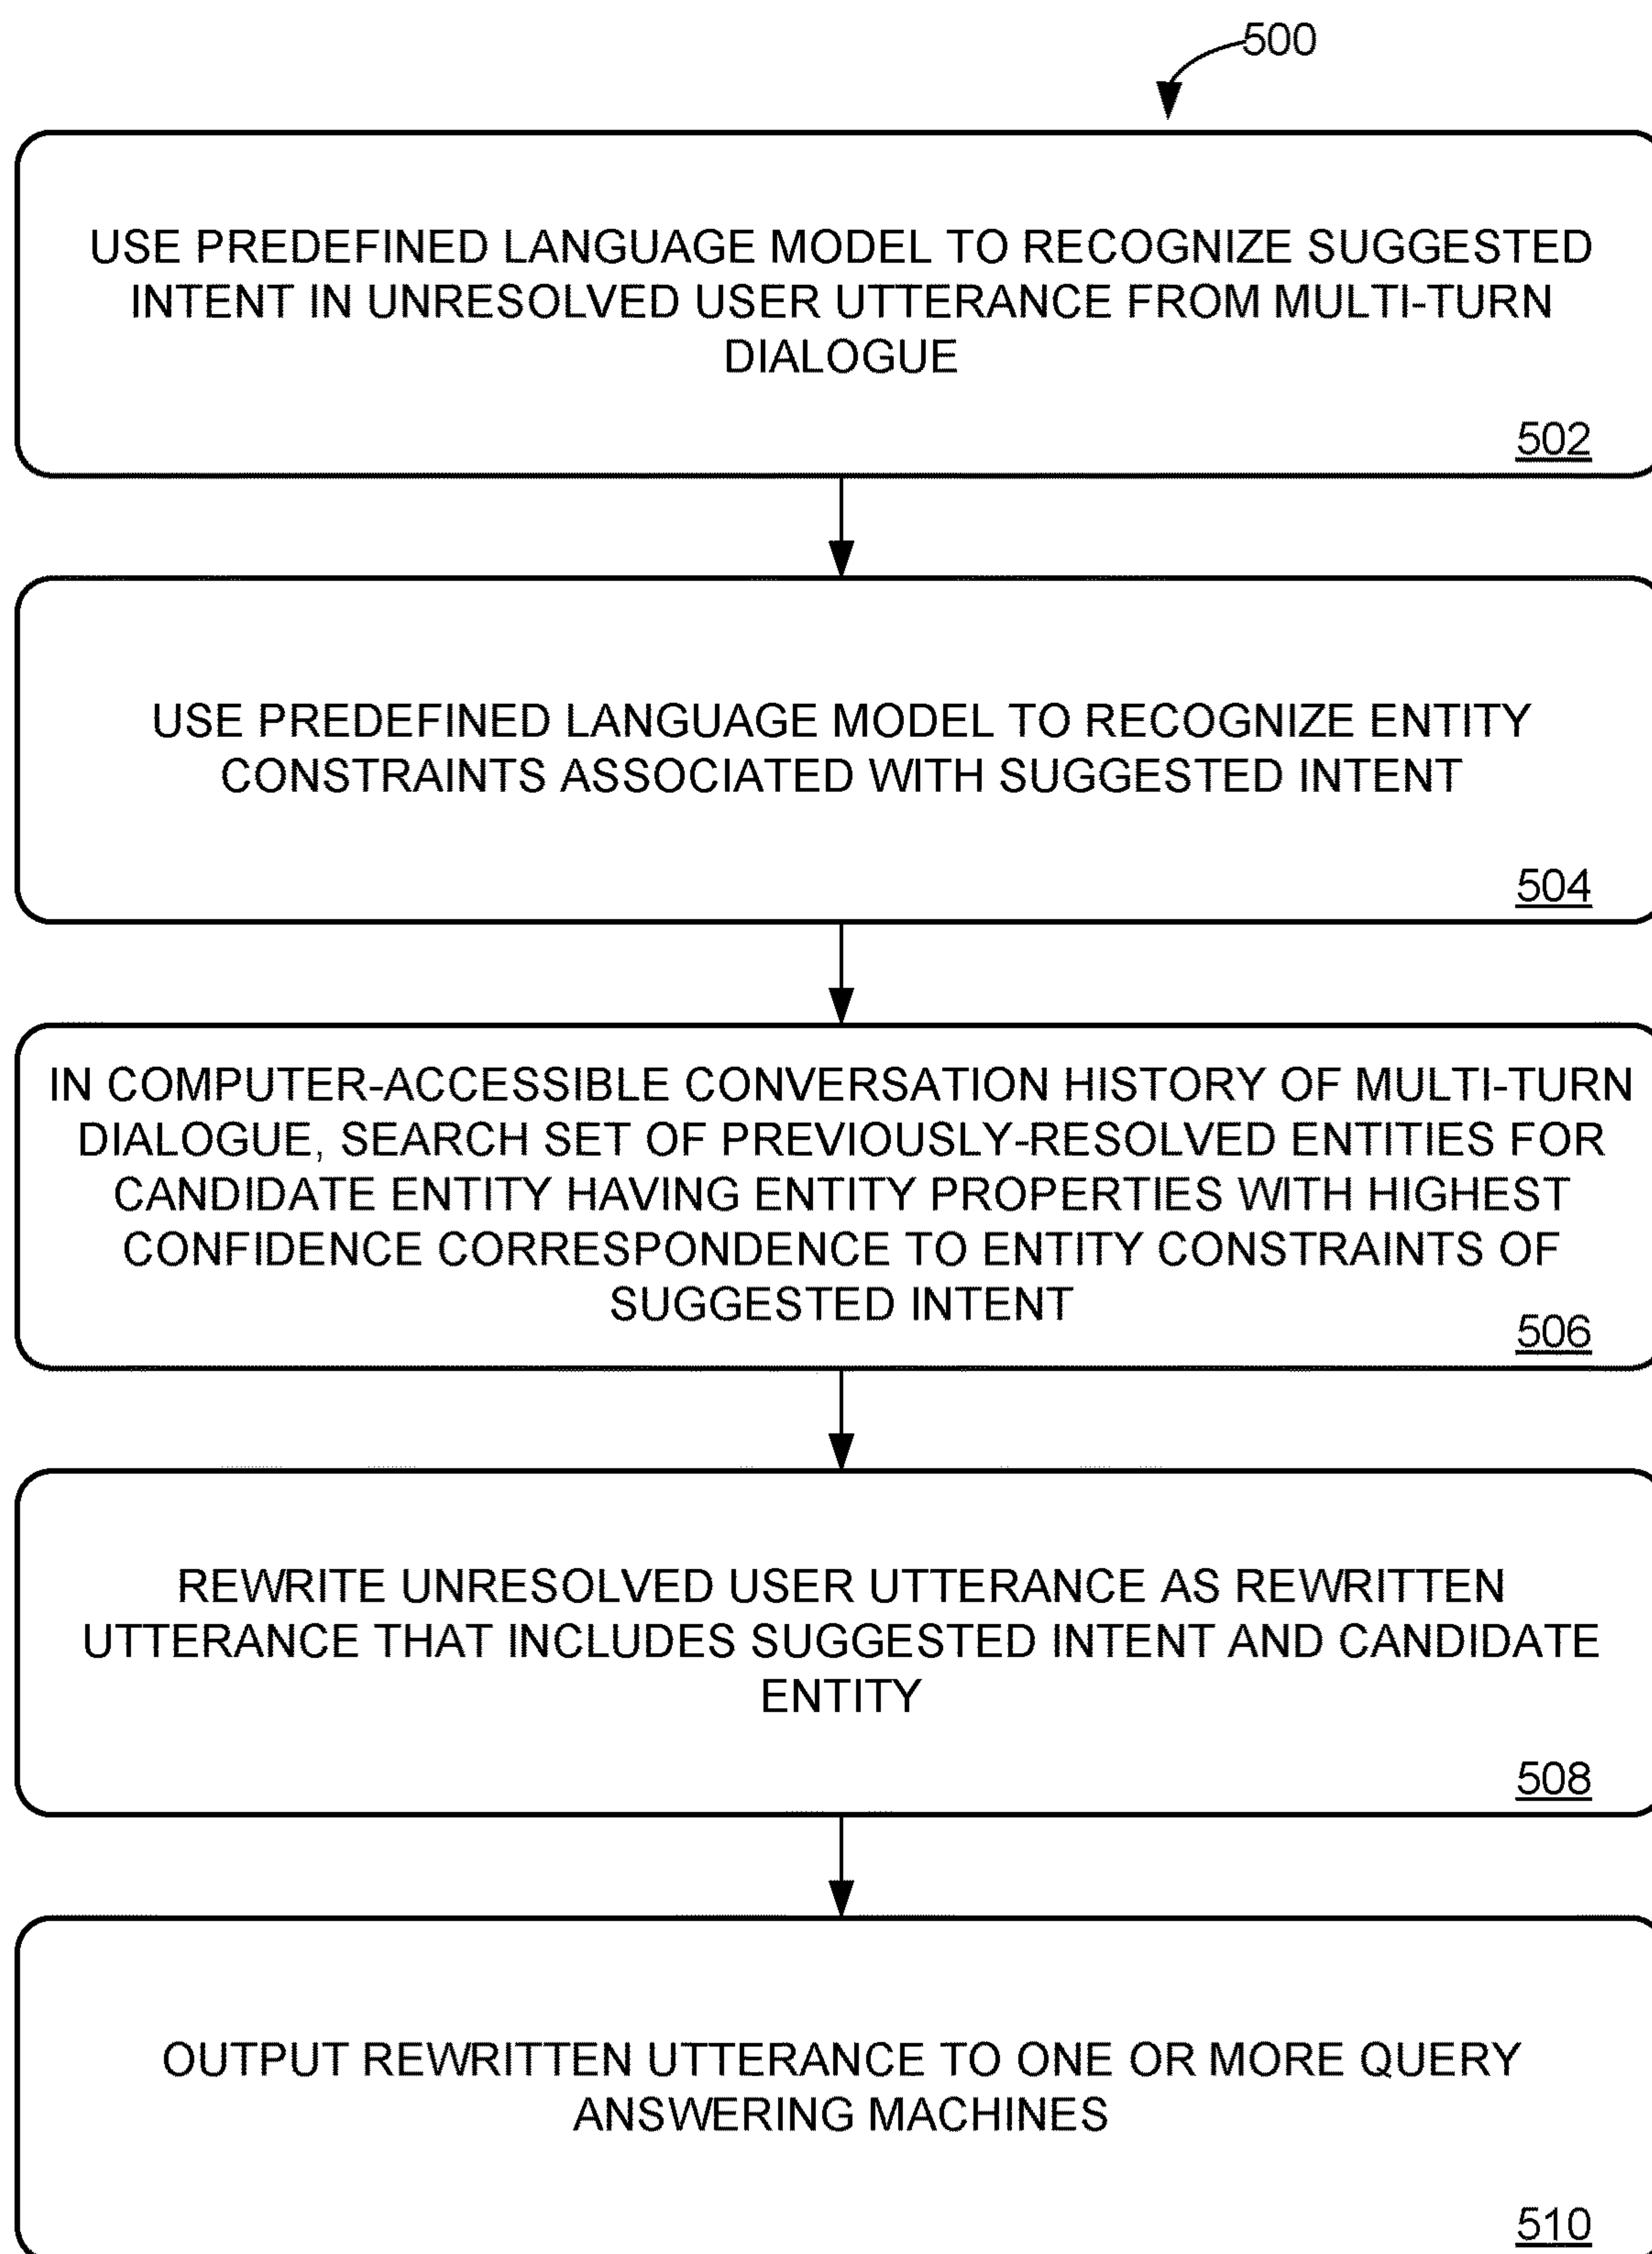 500
USE PREDEFINED LANGUAGE MODEL TO RECOGNIZE SUGGESTED
INTENT IN UNRESOLVED USER UTTERANCE FROM MULTI-TURN
DIALOGUE
502
USE PREDEFINED LANGUAGE MODEL TO RECOGNIZE ENTITY
CONSTRAINTS ASSOCIATED WITH SUGGESTED INTENT
504
IN COMPUTER-ACCESSIBLE CONVERSATION HISTORY OF MULTI-TURN
DIALOGUE, SEARCH SET OF PREVIOUSLY-RESOLVED ENTITIES FOR
CANDIDATE ENTITY HAVING ENTITY PROPERTIES WITH HIGHEST
CONFIDENCE CORRESPONDENCE TO ENTITY CONSTRAINTS OF
SUGGESTED INTENT
506
REWRITE UNRESOLVED USER UTTERANCE AS REWRITTEN
UTTERANCE THAT INCLUDES SUGGESTED INTENT AND CANDIDATE
ENTITY
508
OUTPUT REWRITTEN UTTERANCE TO ONE OR MORE QUERY
ANSWERING MACHINES
510